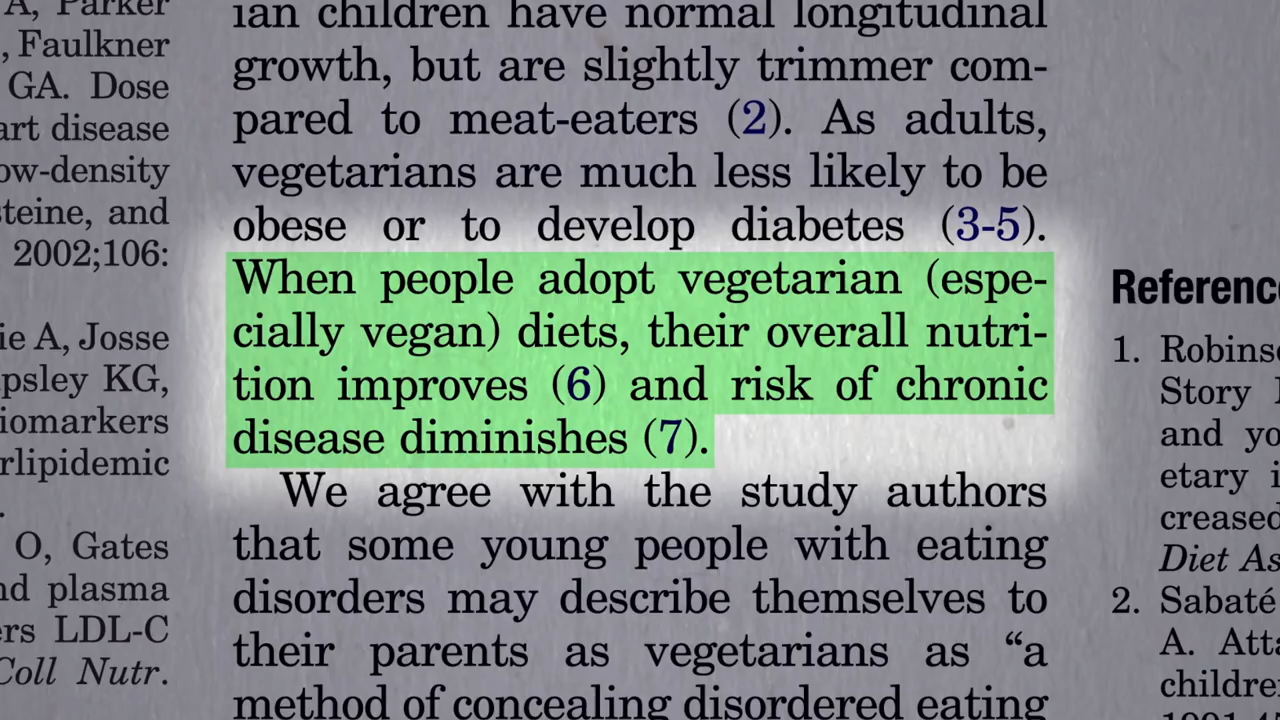 A, Parker
, Faulkner
GA. Dose
art disease
ow-density
steine, and
2002;106:
ie A, Josse
psley KG,
iomarkers
rlipidemic
.
O, Gates
nd plasma
ers LDL-C
Coll Nutr.
ian children have normal longitudinal
growth, but are slightly trimmer com-
pared to meat-eaters (2). As adults,
vegetarians are much less likely to be
obese or to develop diabetes (3-5).
When people adopt vegetarian (espe-
cially vegan) diets, their overall nutri-
tion improves (6) and risk of chronic
disease diminishes (7).
We agree with the study authors
that some young people with eating
disorders may describe themselves to
their parents as vegetarians as “a
method of concealing disordered eating
Referenc
1. Robins
Story
and yo
etary i
creased
Diet As
2. Sabaté
A. Atta
childre